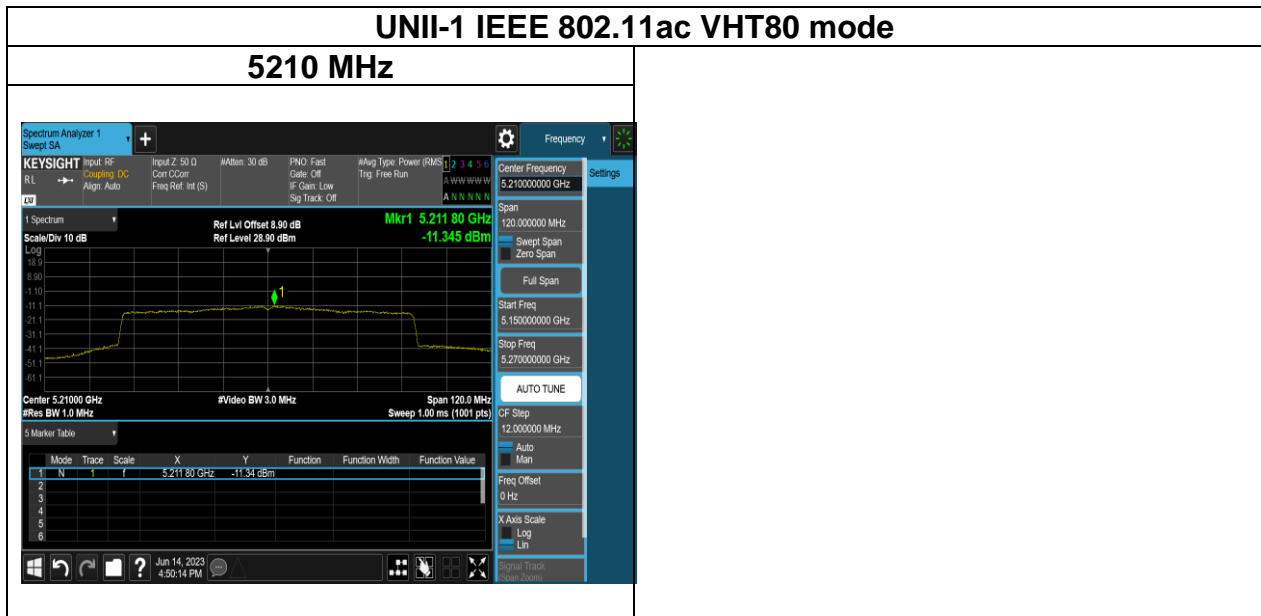 UNII-1 IEEE 802.11ac VHT80 mode
5210 MHz
Spectrum Analyzer 1
Swept SA
+
Frequency
KEYSIGHT
RL
Input: RF
Coupling: DC
Align: Auto
Input Z: 50 Ω
Corr CCorr
Freq Ref: Int (S)
#Atten: 30 dB
PNO: Fast
Gate: Off
IF Gain: Low
Sig Track: Off
#Avg Type: Power (RMS
Trig: Free Run
1 2 3 4 5 6
A W W W W W
A N N N N N
1 Spectrum
Scale/Div 10 dB
Ref Lvl Offset 8.90 dB
Ref Level 28.90 dBm
Mkr1 5.211 80 GHz
-11.345 dBm
Log
18.9
8.90
-1.10
-11.1
-21.1
-31.1
-41.1
-51.1
-61.1
1
Center 5.21000 GHz
#Res BW 1.0 MHz
#Video BW 3.0 MHz
Span 120.0 MHz
Sweep 1.00 ms (1001 pts)
5 Marker Table
Mode Trace Scale X Y Function Function Width Function Value
1 N 1 f 5.211 80 GHz -11.34 dBm
2
3
4
5
6
Center Frequency
5.210000000 GHz
Settings
Span
120.000000 MHz
Swept Span
Zero Span
Full Span
Start Freq
5.150000000 GHz
Stop Freq
5.270000000 GHz
AUTO TUNE
CF Step
12.000000 MHz
Auto
Man
Freq Offset
0 Hz
X Axis Scale
Log
Lin
Signal Track
(Span Zoom)
?
Jun 14, 2023
4:50:14 PM